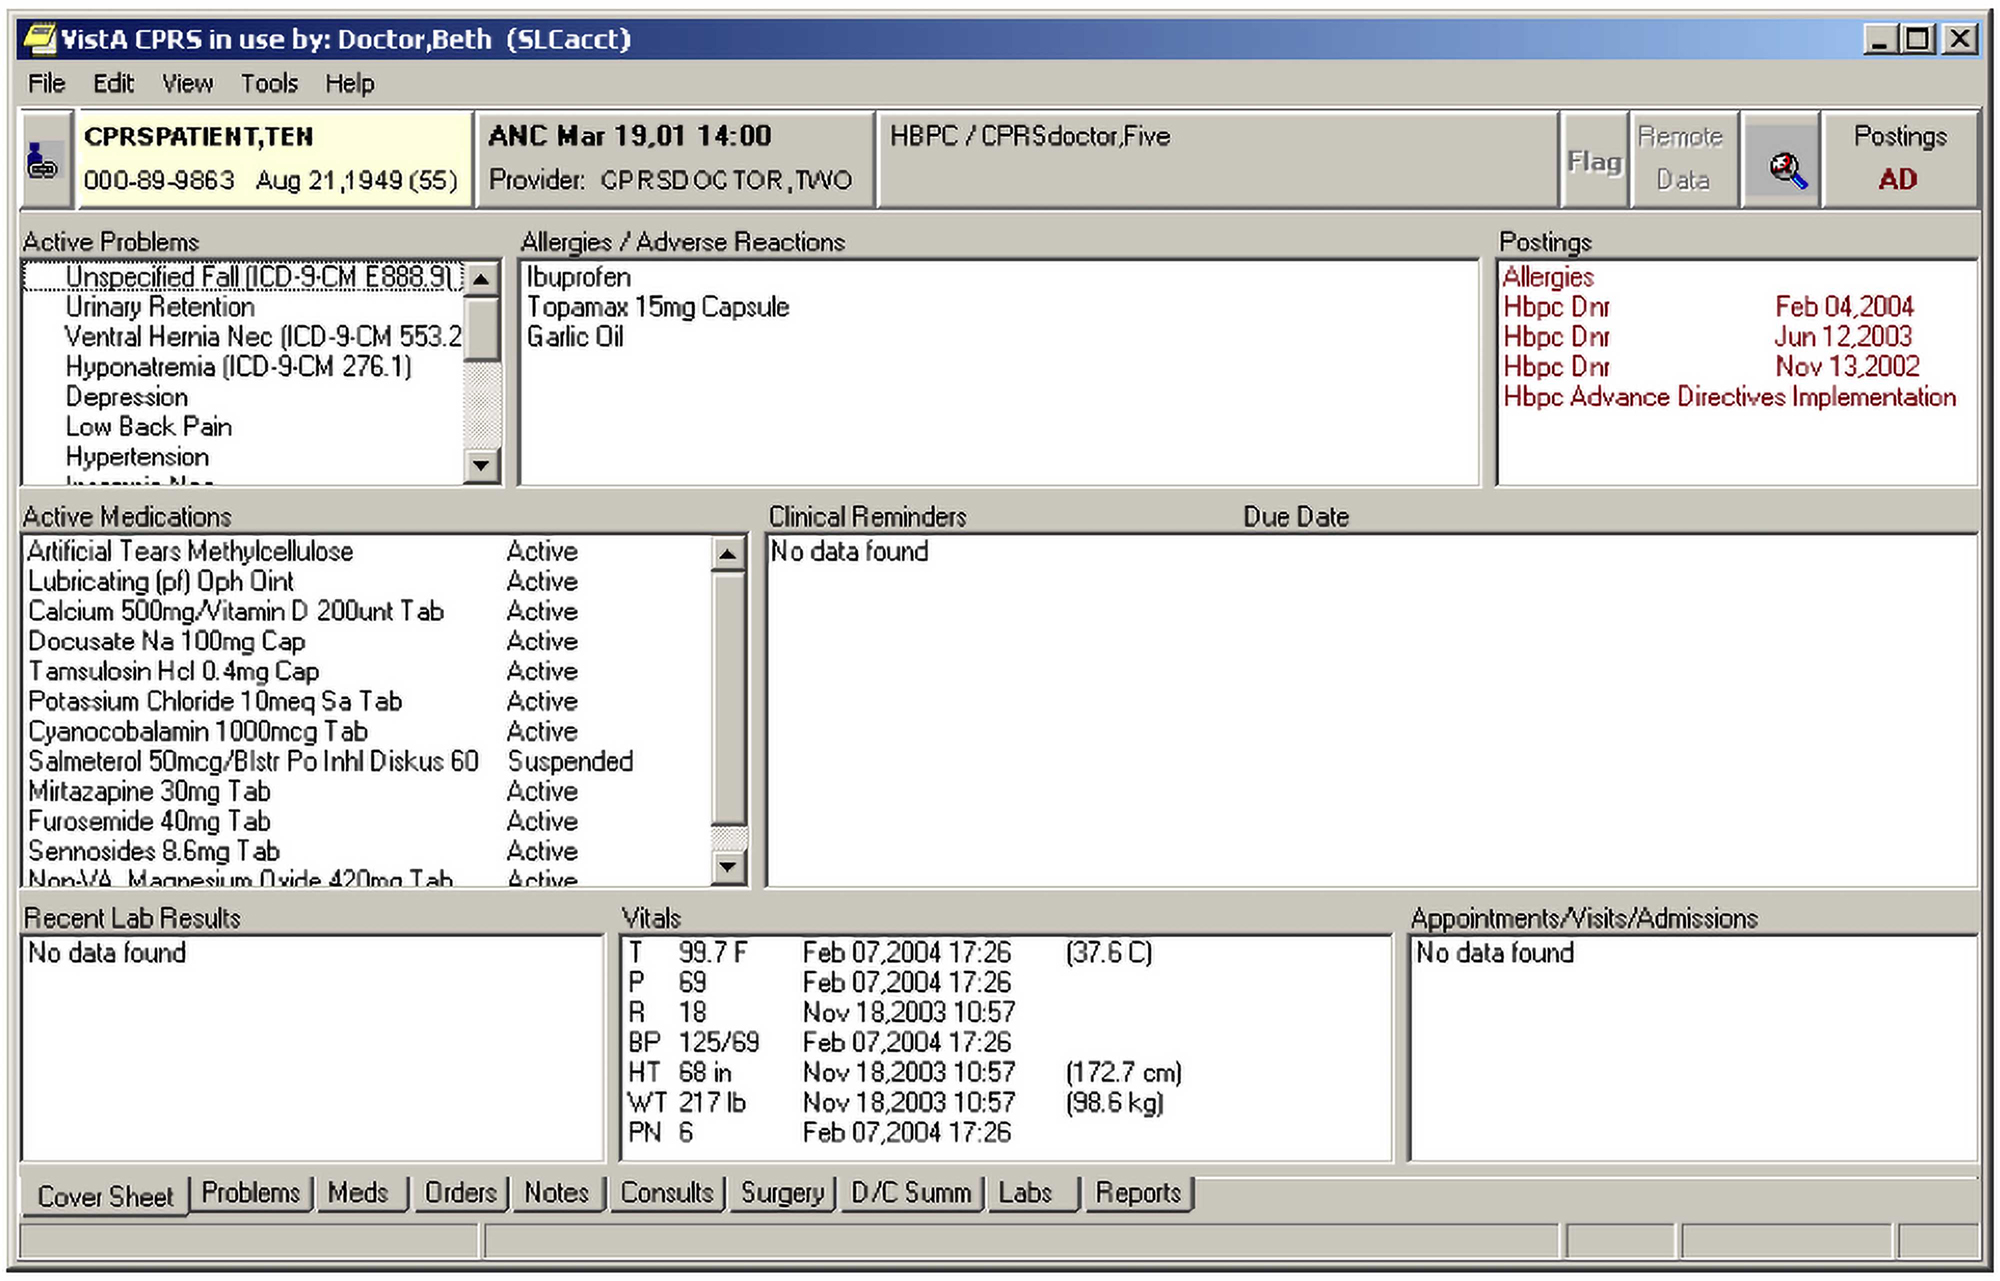 VistA CPRS in use by: Doctor,Beth (SLCacct)
File Edit View Tools Help
CPRSPATIENT,TEN
000-89-9863 Aug 21,1949 (55)
ANC Mar 19,01 14:00
Provider: CPRSDOCTOR,TWO
HBPC / CPRSdoctor,Five
Flag
Remote
Data
Postings
AD
Active Problems
Unspecified Fall (ICD-9-CM E888.9)
Urinary Retention
Ventral Hernia Nec (ICD-9-CM 553.2
Hyponatremia (ICD-9-CM 276.1)
Depression
Low Back Pain
Hypertension
Allergies / Adverse Reactions
Ibuprofen
Topamax 15mg Capsule
Garlic Oil
Postings
Allergies
Hbpc Dnr Feb 04,2004
Hbpc Dnr Jun 12,2003
Hbpc Dnr Nov 13,2002
Hbpc Advance Directives Implementation
Active Medications
Artificial Tears Methylcellulose Active
Lubricating (pf) Oph Oint Active
Calcium 500mg/Vitamin D 200unt Tab Active
Docusate Na 100mg Cap Active
Tamsulosin Hcl 0.4mg Cap Active
Potassium Chloride 10meq Sa Tab Active
Cyanocobalamin 1000mcg Tab Active
Salmeterol 50mcg/Blstr Po Inhl Diskus 60 Suspended
Mirtazapine 30mg Tab Active
Furosemide 40mg Tab Active
Sennosides 8.6mg Tab Active
Non-VA Magnesium Oxide 420mg Tab Active
Clinical Reminders Due Date
No data found
Recent Lab Results
No data found
Vitals
T 99.7 F Feb 07,2004 17:26 (37.6 C)
P 69 Feb 07,2004 17:26
R 18 Nov 18,2003 10:57
BP 125/69 Feb 07,2004 17:26
HT 68 in Nov 18,2003 10:57 (172.7 cm)
WT 217 lb Nov 18,2003 10:57 (98.6 kg)
PN 6 Feb 07,2004 17:26
Appointments/Visits/Admissions
No data found
Cover Sheet Problems Meds Orders Notes Consults Surgery D/C Summ Labs Reports